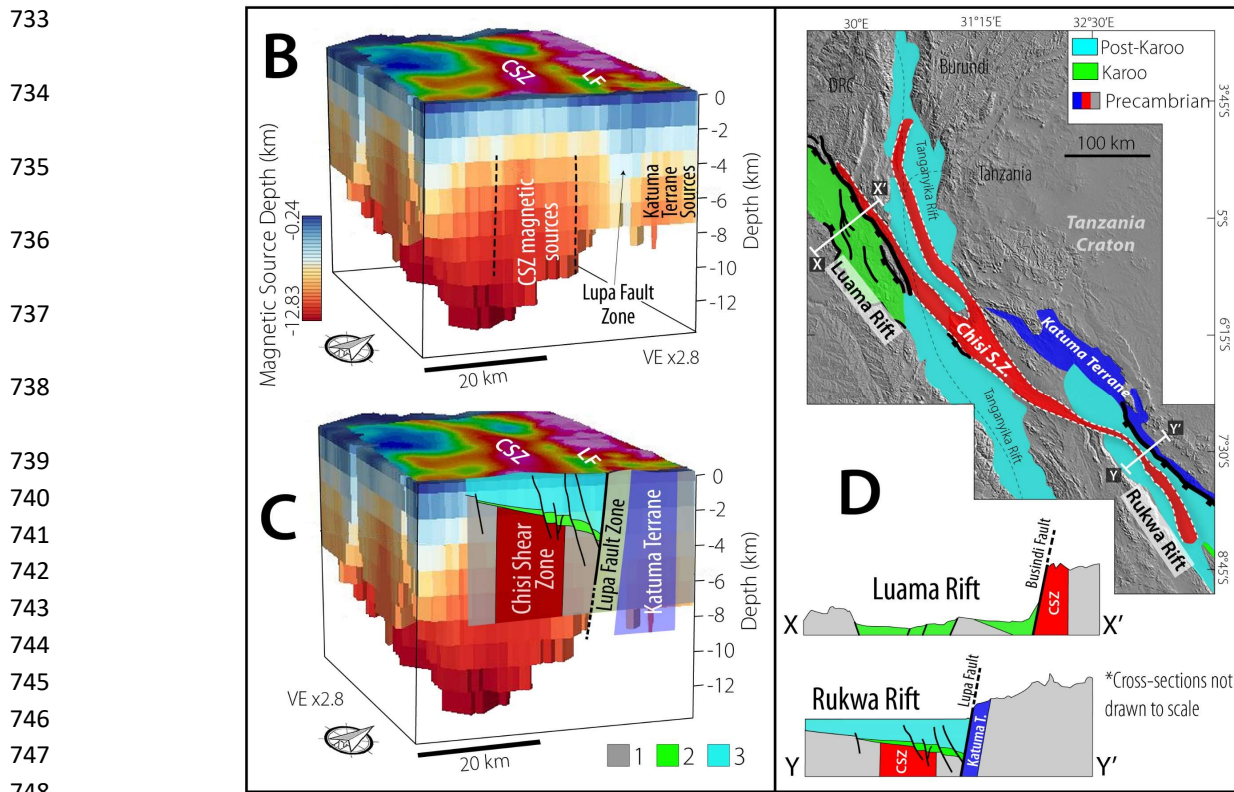 733
734
735
736
737
738
739
740
741
742
743
744
745
746
747
748
B
CSZ
LF
0
-2
-4
-6
-8
-10
-12
Depth (km)
Magnetic Source Depth (km)
-0.24
-12.83
CSZ magnetic
sources
Katuma
Terrane
Sources
Lupa Fault
Zone
VE x2.8
20 km
C
CSZ
LF
0
-2
-4
-6
-8
-10
-12
Depth (km)
Chisi Shear
Zone
Lupa Fault Zone
Katuma Terrane
VE x2.8
20 km
1
2
3
30°E
31°15'E
32°30'E
Post-Karoo
Karoo
Precambrian
100 km
3°45'S
5°S
6°15'S
7°30'S
8°45'S
DRC
Burundi
Tanzania
Tanzania
Craton
Tanganyika Rift
X'
X
Luama Rift
Chisi S.Z.
Katuma Terrane
Tanganyika Rift
Y'
Y
Rukwa Rift
D
Luama Rift
Busindi Fault
CSZ
X
X'
Rukwa Rift
Lupa Fault
*Cross-sections not
drawn to scale
CSZ
Katuma T.
Y
Y'